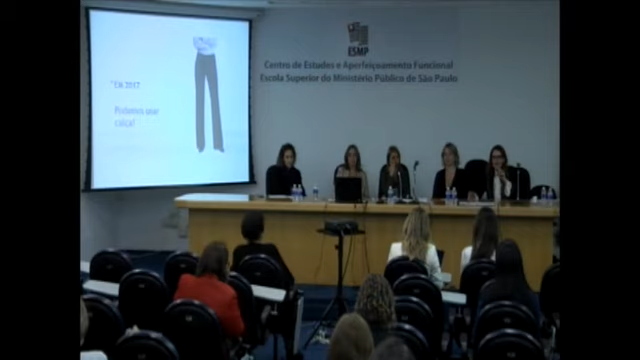 ESMP
Centro de Estudos e Aperfeiçoamento Funcional
Escola Superior do Ministério Público de São Paulo
Em 2017
Podemos usar
calça!